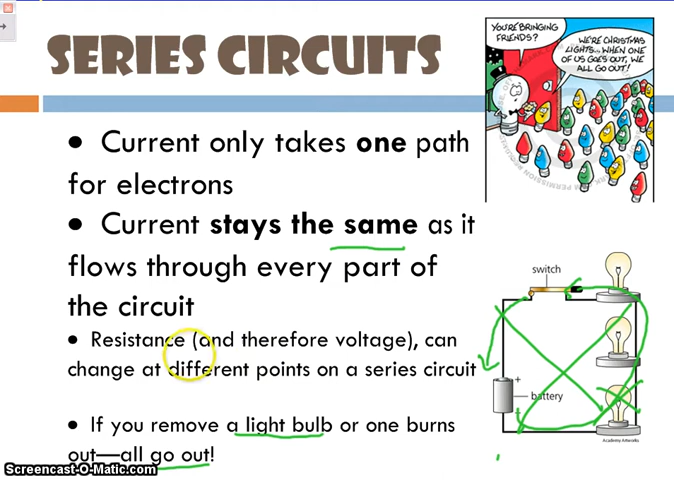 SERIES CIRCUITS
YOU'RE BRINGING
FRIENDS?
WE'RE CHRISTMAS
LIGHTS... WHEN ONE
OF US GOES OUT, WE
ALL GO OUT!
• Current only takes one path
for electrons
• Current stays the same as it
flows through every part of
the circuit
• Resistance (and therefore voltage), can
change at different points on a series circuit
• If you remove a light bulb or one burns
out—all go out!
switch
+
battery
Academy Artworks
Screencast-O-Matic.com